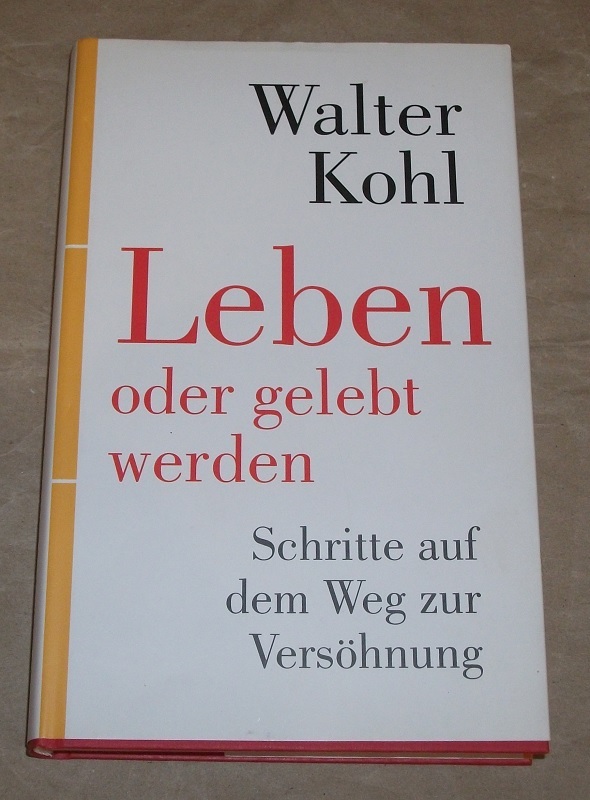 Walter
Kohl
Leben
oder gelebt
werden
Schritte auf
dem Weg zur
Versöhnung